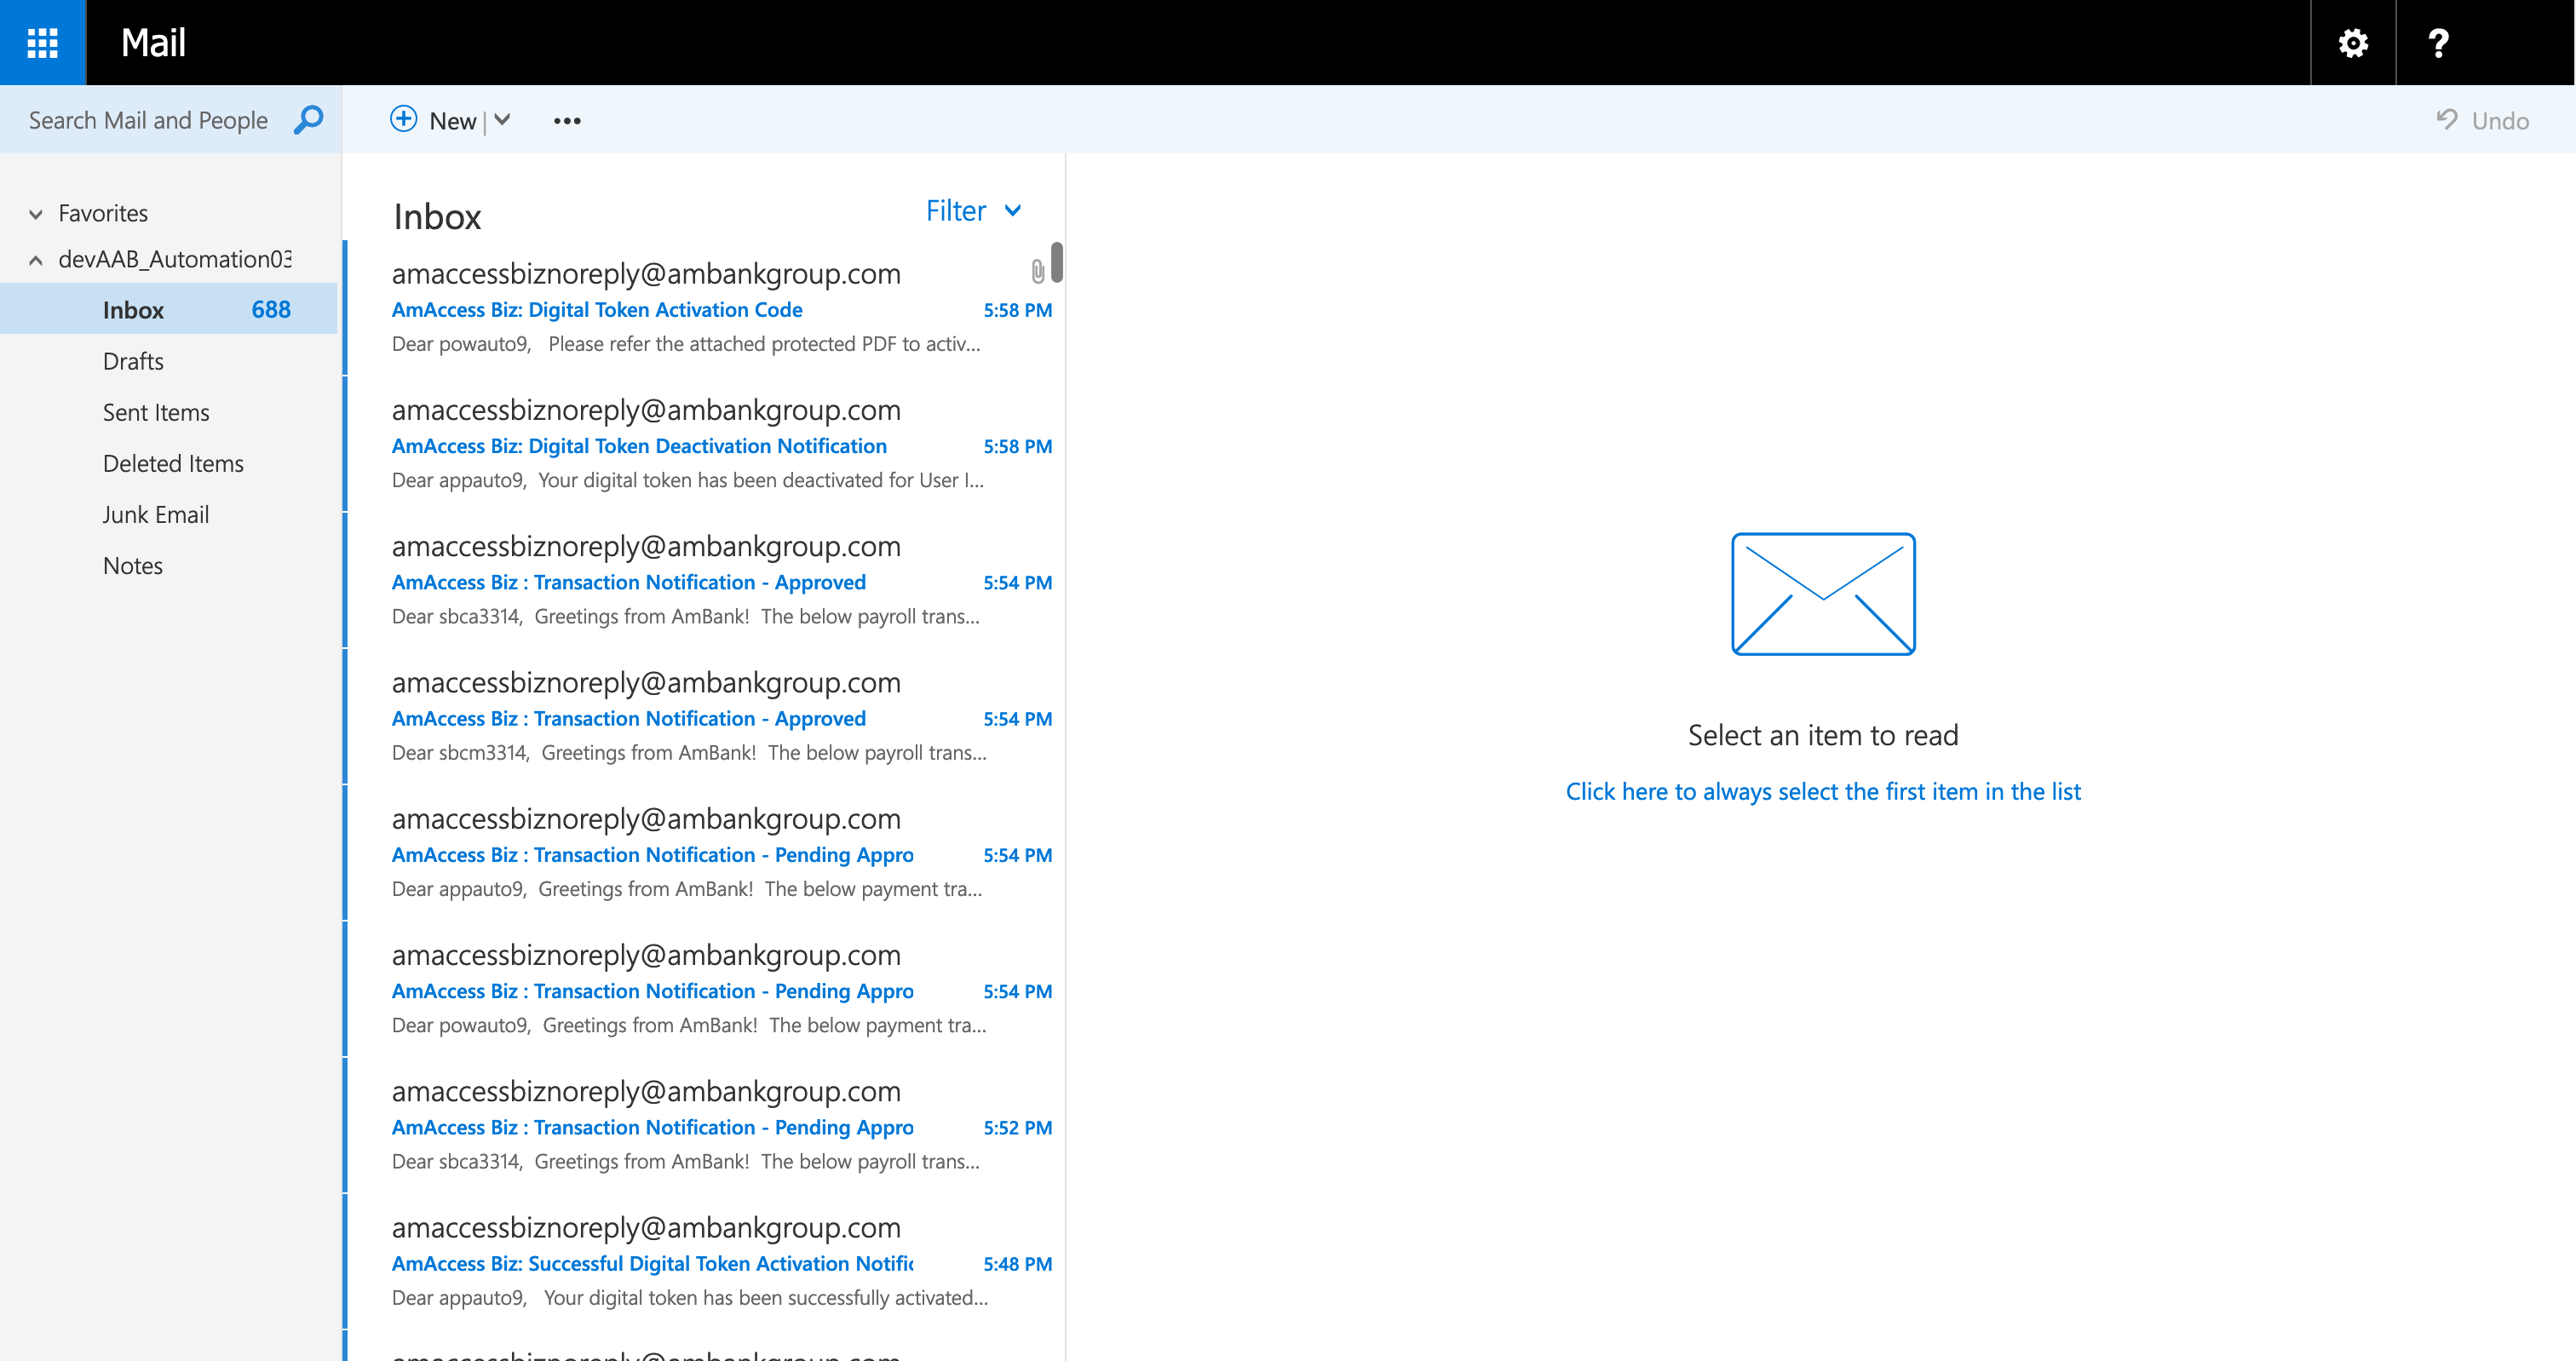 Mail
?
Search Mail and People
New
Undo
Favorites
devAAB_Automation03
Inbox 688
Drafts
Sent Items
Deleted Items
Junk Email
Notes
Inbox
Filter
amaccessbiznoreply@ambankgroup.com
AmAccess Biz: Digital Token Activation Code 5:58 PM
Dear powauto9, Please refer the attached protected PDF to activ...
amaccessbiznoreply@ambankgroup.com
AmAccess Biz: Digital Token Deactivation Notification 5:58 PM
Dear appauto9, Your digital token has been deactivated for User I...
amaccessbiznoreply@ambankgroup.com
AmAccess Biz : Transaction Notification - Approved 5:54 PM
Dear sbca3314, Greetings from AmBank! The below payroll trans...
amaccessbiznoreply@ambankgroup.com
AmAccess Biz : Transaction Notification - Approved 5:54 PM
Dear sbcm3314, Greetings from AmBank! The below payroll trans...
amaccessbiznoreply@ambankgroup.com
AmAccess Biz : Transaction Notification - Pending Appro 5:54 PM
Dear appauto9, Greetings from AmBank! The below payment tra...
amaccessbiznoreply@ambankgroup.com
AmAccess Biz : Transaction Notification - Pending Appro 5:54 PM
Dear powauto9, Greetings from AmBank! The below payment tra...
amaccessbiznoreply@ambankgroup.com
AmAccess Biz : Transaction Notification - Pending Appro 5:52 PM
Dear sbca3314, Greetings from AmBank! The below payroll trans...
amaccessbiznoreply@ambankgroup.com
AmAccess Biz: Successful Digital Token Activation Notific 5:48 PM
Dear appauto9, Your digital token has been successfully activated...
Select an item to read
Click here to always select the first item in the list